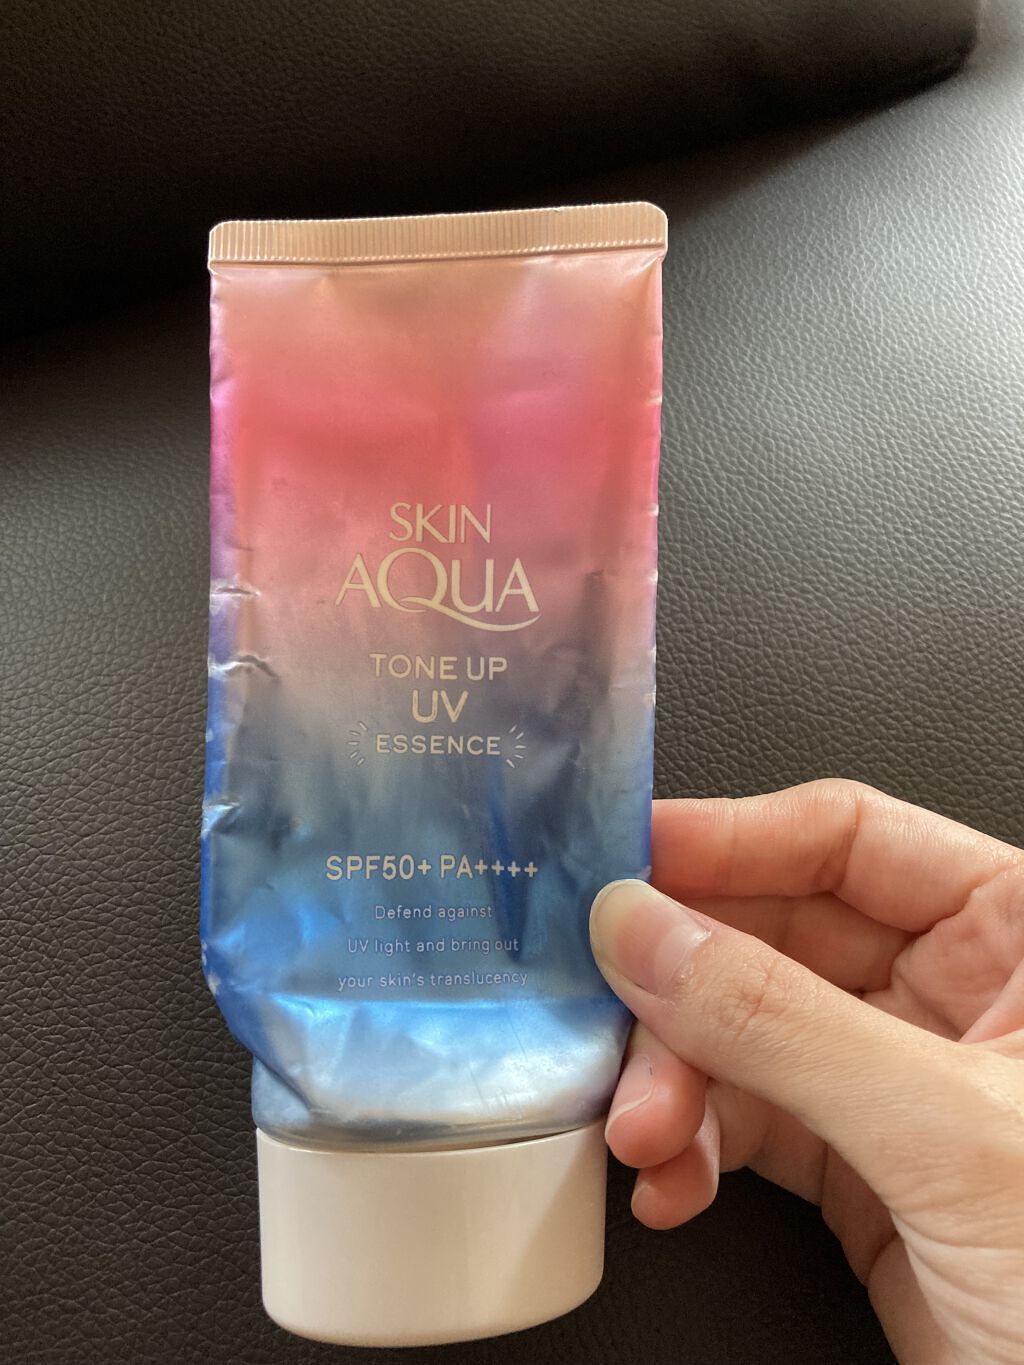 SKIN
AQUA
TONE UP
UV
ESSENCE
SPF50+ PA++++
Defend against
UV light and bring out
your skin's translucency